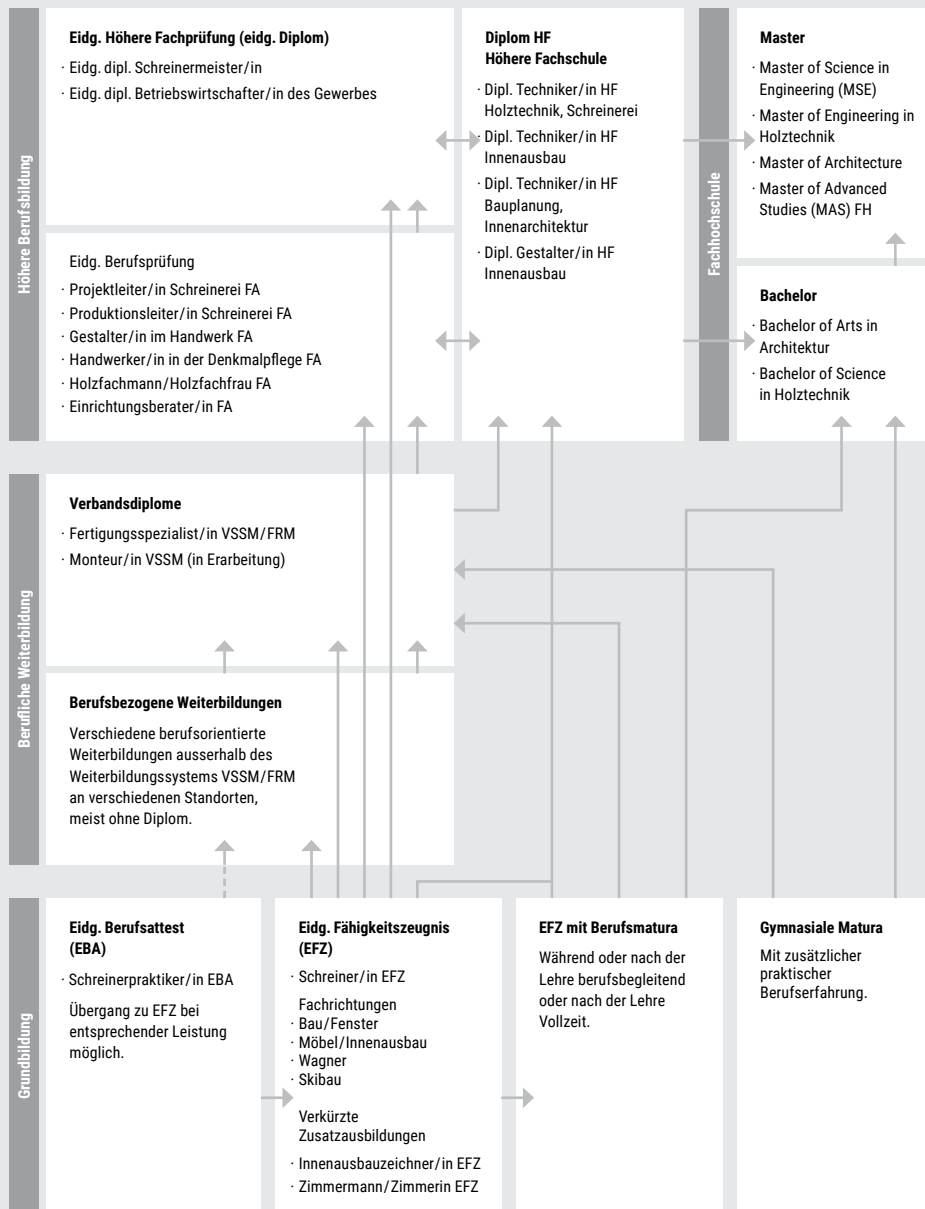 Höhere Berufsbildung
Eidg. Höhere Fachprüfung (eidg. Diplom)
· Eidg. dipl. Schreinermeister/in
· Eidg. dipl. Betriebswirtschafter/in des Gewerbes
Eidg. Berufsprüfung
· Projektleiter/in Schreinerei FA
· Produktionsleiter/in Schreinerei FA
· Gestalter/in im Handwerk FA
· Handwerker/in in der Denkmalpflege FA
· Holzfachmann/Holzfachfrau FA
· Einrichtungsberater/in FA
Diplom HF
Höhere Fachschule
· Dipl. Techniker/in HF
Holztechnik, Schreinerei
· Dipl. Techniker/in HF
Innenausbau
· Dipl. Techniker/in HF
Bauplanung,
Innenarchitektur
· Dipl. Gestalter/in HF
Innenausbau
Fachhochschule
Master
· Master of Science in
Engineering (MSE)
· Master of Engineering in
Holztechnik
· Master of Architecture
· Master of Advanced
Studies (MAS) FH
Bachelor
· Bachelor of Arts in
Architektur
· Bachelor of Science
in Holztechnik
Berufliche Weiterbildung
Verbandsdiplome
· Fertigungsspezialist/in VSSM/FRM
· Monteur/in VSSM (in Erarbeitung)
Berufsbezogene Weiterbildungen
Verschiedene berufsorientierte
Weiterbildungen ausserhalb des
Weiterbildungssystems VSSM/FRM
an verschiedenen Standorten,
meist ohne Diplom.
Grundbildung
Eidg. Berufsattest
(EBA)
· Schreinerpraktiker/in EBA
Übergang zu EFZ bei
entsprechender Leistung
möglich.
Eidg. Fähigkeitszeugnis
(EFZ)
· Schreiner/in EFZ
Fachrichtungen
· Bau/Fenster
· Möbel/Innenausbau
· Wagner
· Skibau
Verkürzte
Zusatzausbildungen
· Innenausbauzeichner/in EFZ
· Zimmermann/Zimmerin EFZ
EFZ mit Berufsmatura
Während oder nach der
Lehre berufsbegleitend
oder nach der Lehre
Vollzeit.
Gymnasiale Matura
Mit zusätzlicher
praktischer
Berufserfahrung.